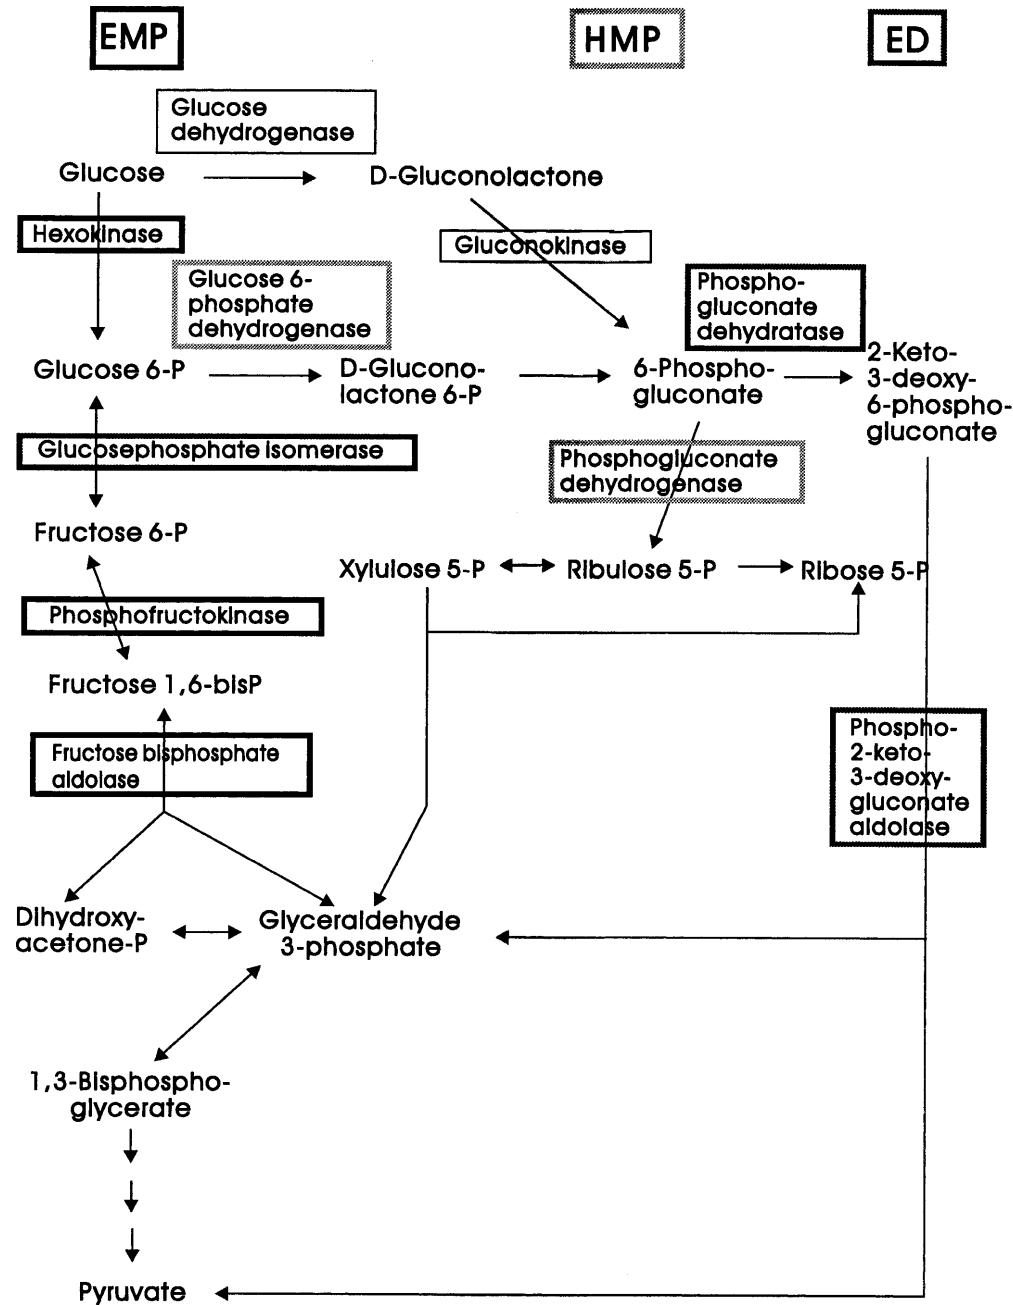 EMP
HMP
ED
Glucose
dehydrogenase
Glucose
D-Gluconolactone
Hexokinase
Gluconokinase
Glucose 6-
phosphate
dehydrogenase
Phospho-
gluconate
dehydratase
Glucose 6-P
D-Glucono-
lactone 6-P
6-Phospho-
gluconate
2-Keto-
3-deoxy-
6-phospho-
gluconate
Glucosephosphate isomerase
Phosphogluconate
dehydrogenase
Fructose 6-P
Xylulose 5-P
Ribulose 5-P
Ribose 5-P
Phosphofructokinase
Fructose 1,6-bisP
Fructose bisphosphate
aldolase
Phospho-
2-keto-
3-deoxy-
gluconate
aldolase
Dihydroxy-
acetone-P
Glyceraldehyde
3-phosphate
1,3-Bisphospho-
glycerate
Pyruvate